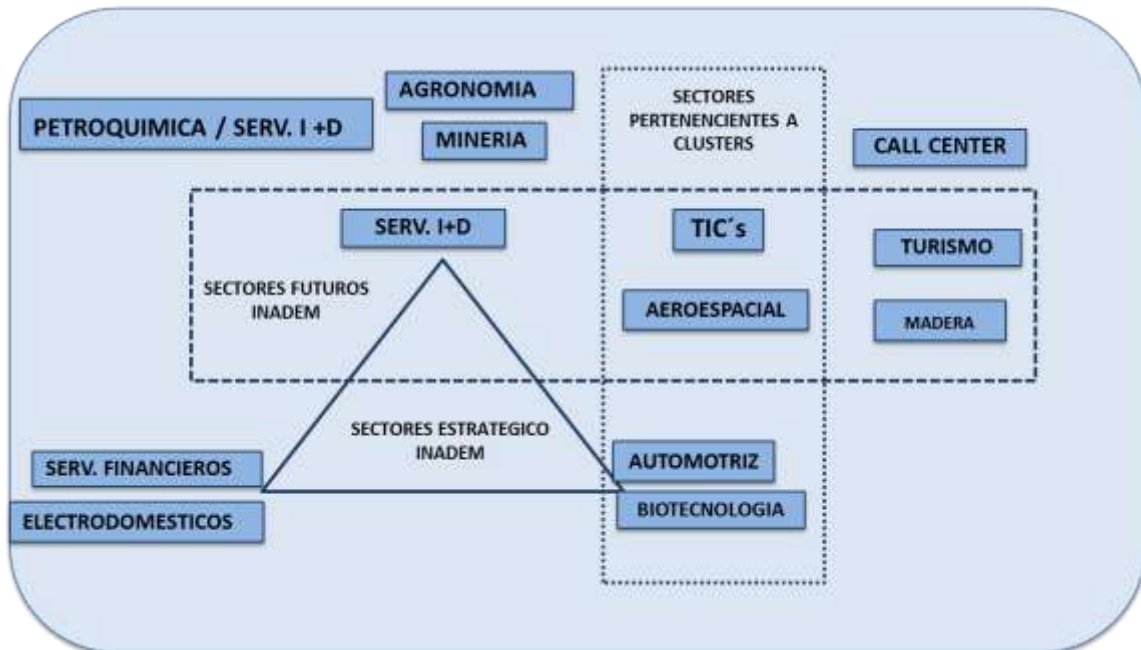 AGRONOMIA
PETROQUIMICA / SERV. I +D
MINERIA
SECTORES
PERTENENCIENTES A
CLUSTERS
CALL CENTER
SERV. I+D
TIC´s
TURISMO
SECTORES FUTUROS
INADEM
AEROESPACIAL
MADERA
SECTORES ESTRATEGICO
INADEM
SERV. FINANCIEROS
AUTOMOTRIZ
ELECTRODOMESTICOS
BIOTECNOLOGIA